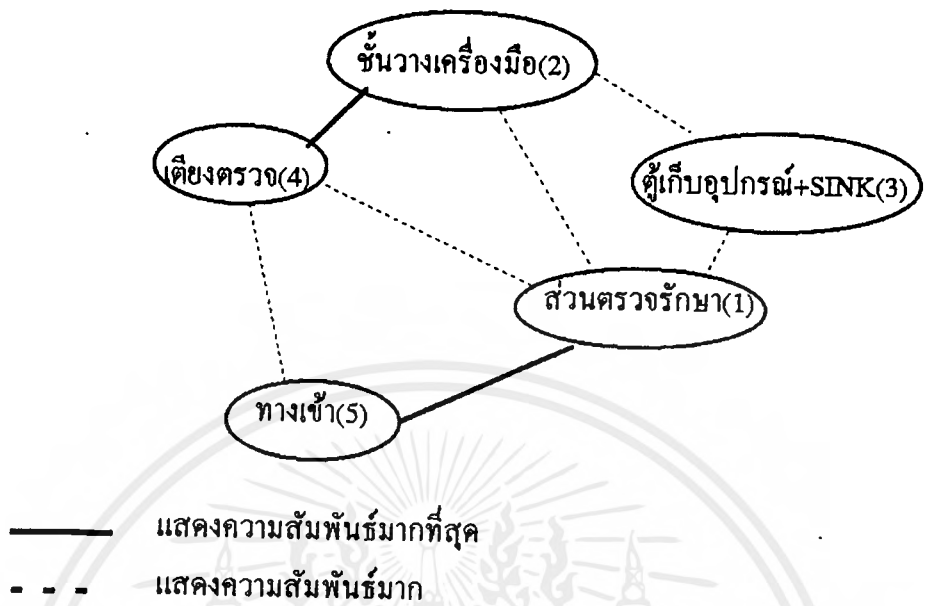 ชั้นวางเครื่องมือ(2)
เตียงตรวจ(4)
ตู้เก็บอุปกรณ์+SINK(3)
ส่วนตรวจรักษา(1)
ทางเข้า(5)
แสดงความสัมพันธ์มากที่สุด
แสดงความสัมพันธ์มาก